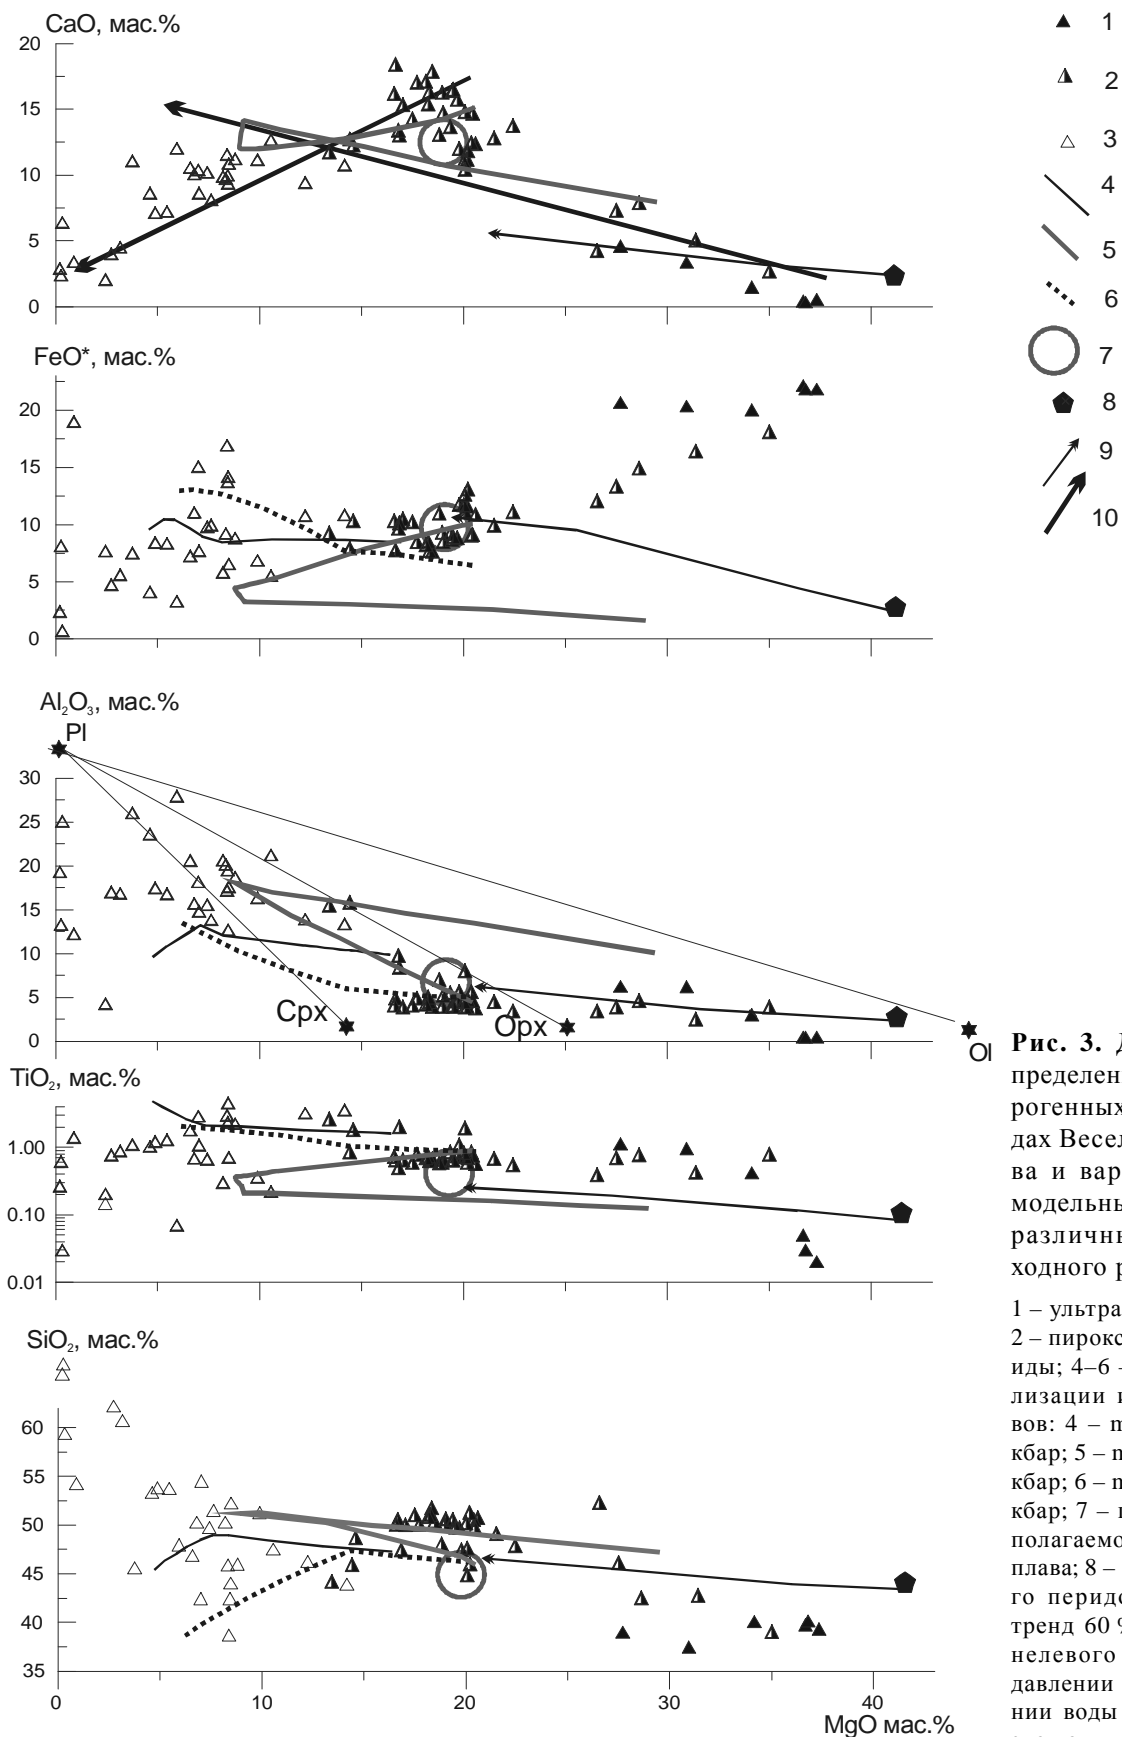 CaO, мас.%
20
15
10
5
0
FeO*, мас.%
20
15
10
5
0
Al₂O₃, мас.%
Pl
30
25
20
15
10
5
0
Cpx
Opx
Ol
TiO₂, мас.%
1.00
0.10
0.01
SiO₂, мас.%
60
55
50
45
40
35
0
10
20
30
40
MgO мас.%
1
2
3
4
5
6
7
8
9
10
Рис. 3. Д
пределен
рогенных
дах Весел
ва и вар
модельны
различны
ходного р
1 – ультра
2 – пирокс
иды; 4–6 –
лизации и
вов: 4 – m
кбар; 5 – m
кбар; 6 – m
кбар; 7 –
полагаемо
плава; 8 –
го перидо
тренд 60 %
нелевого
давлении
нии воды